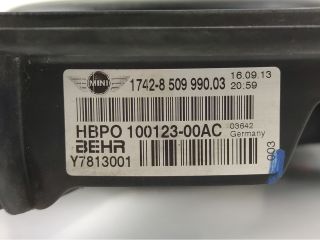 MINI 1742-8 509 990.03 16.09.13
20:59
HBPO 100123-00AC 03642
Germany
BEHR
Y7813001
003